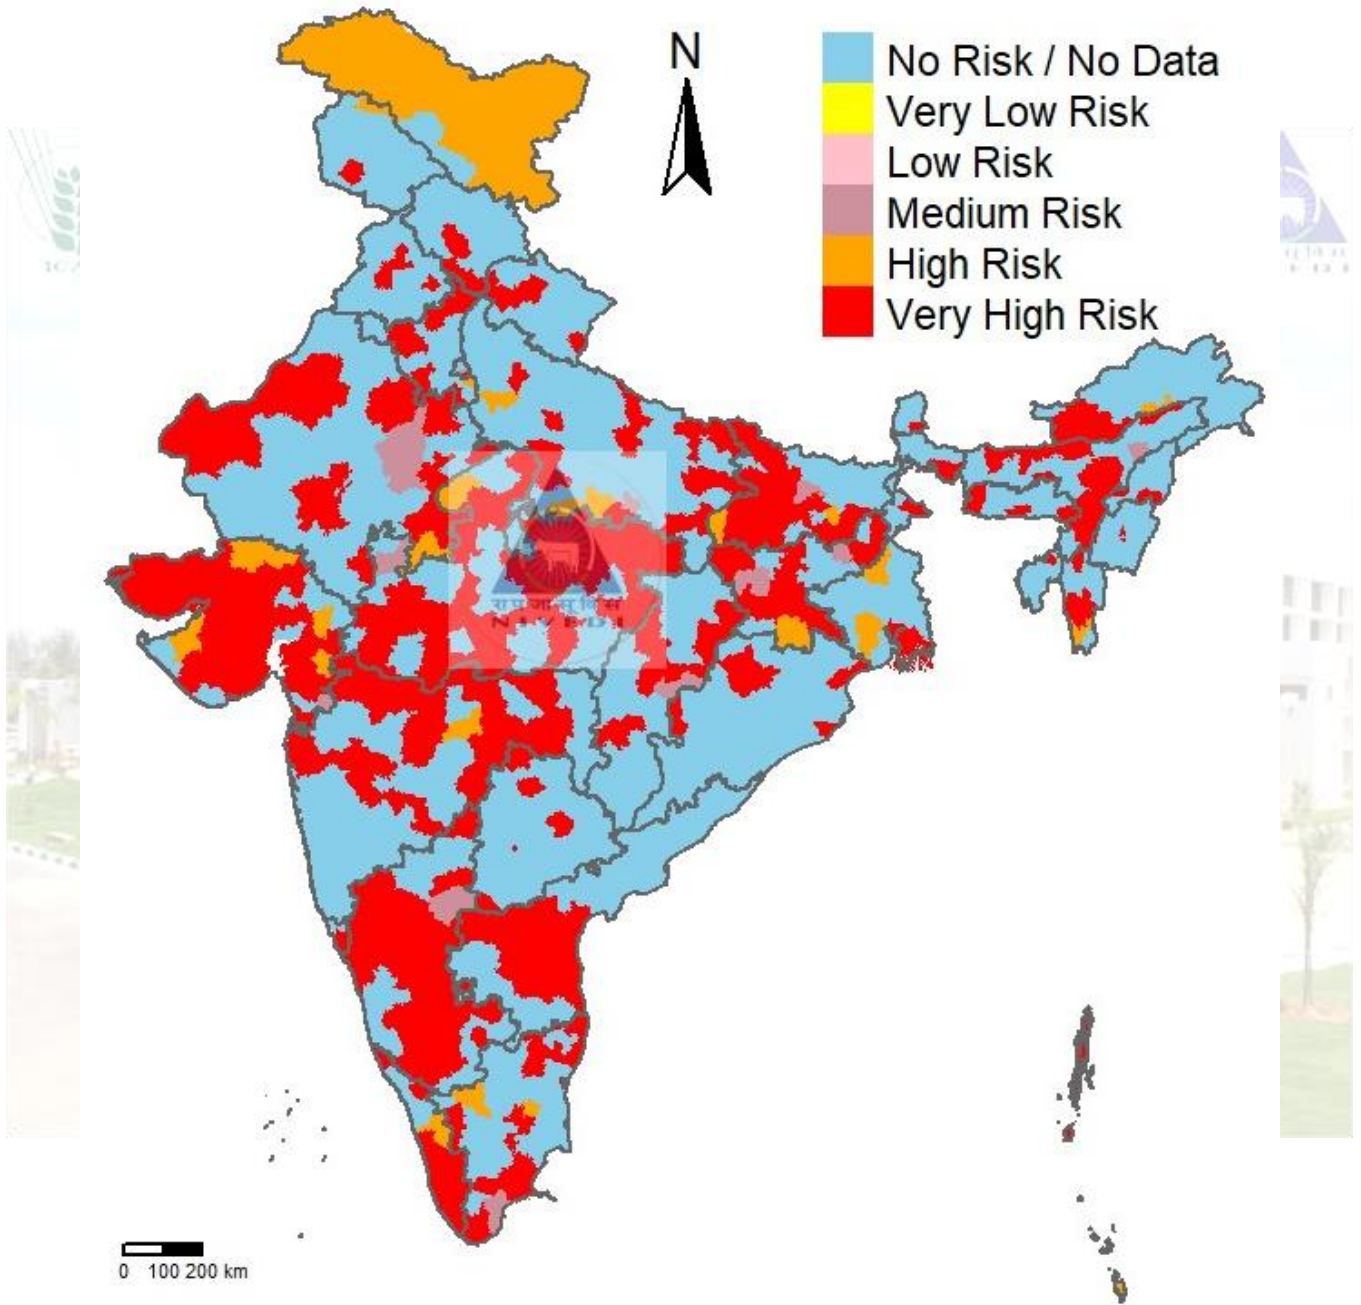 N
No Risk / No Data
Very Low Risk
Low Risk
Medium Risk
High Risk
Very High Risk
राप जा सू वि सं
NIVEDI
0 100 200 km